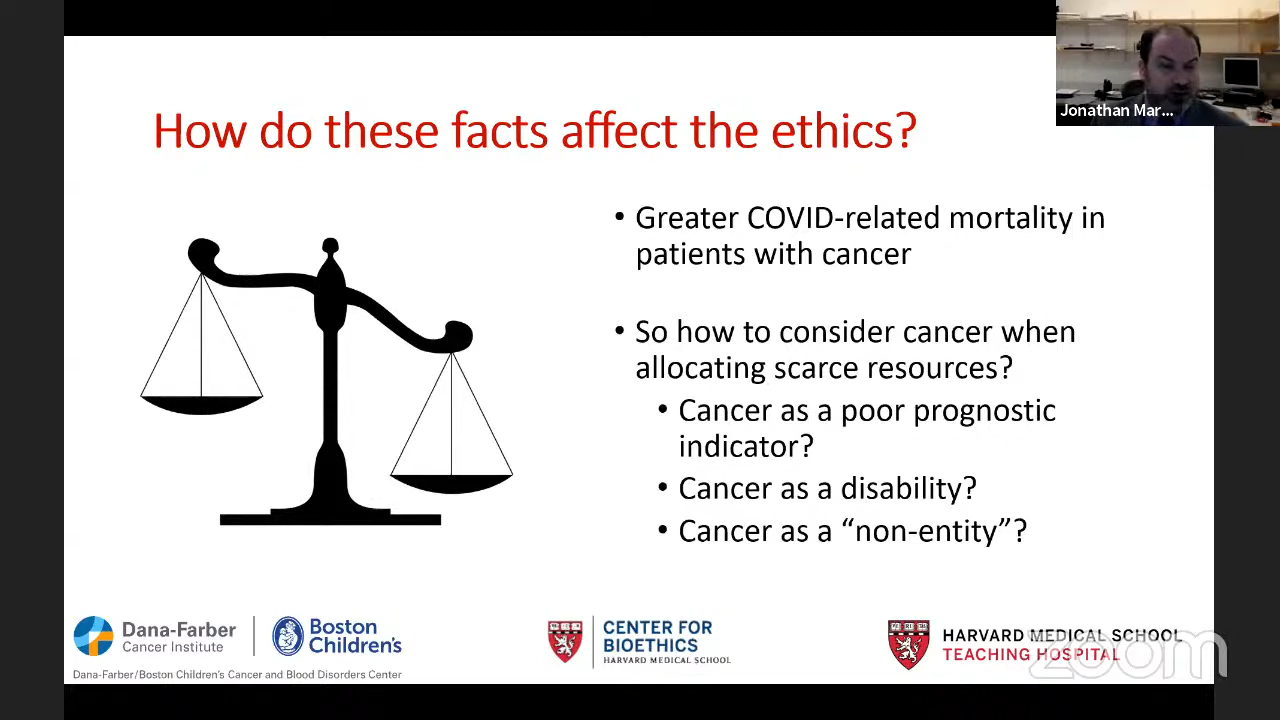 Jonathan Mar...
How do these facts affect the ethics?
• Greater COVID-related mortality in
patients with cancer
• So how to consider cancer when
allocating scarce resources?
• Cancer as a poor prognostic
indicator?
• Cancer as a disability?
• Cancer as a “non-entity”?
Dana-Farber
Cancer Institute
Boston
Children's
Dana-Farber/Boston Children's Cancer and Blood Disorders Center
CENTER FOR
BIOETHICS
HARVARD MEDICAL SCHOOL
HARVARD MEDICAL SCHOOL
TEACHING HOSPITAL
zoom